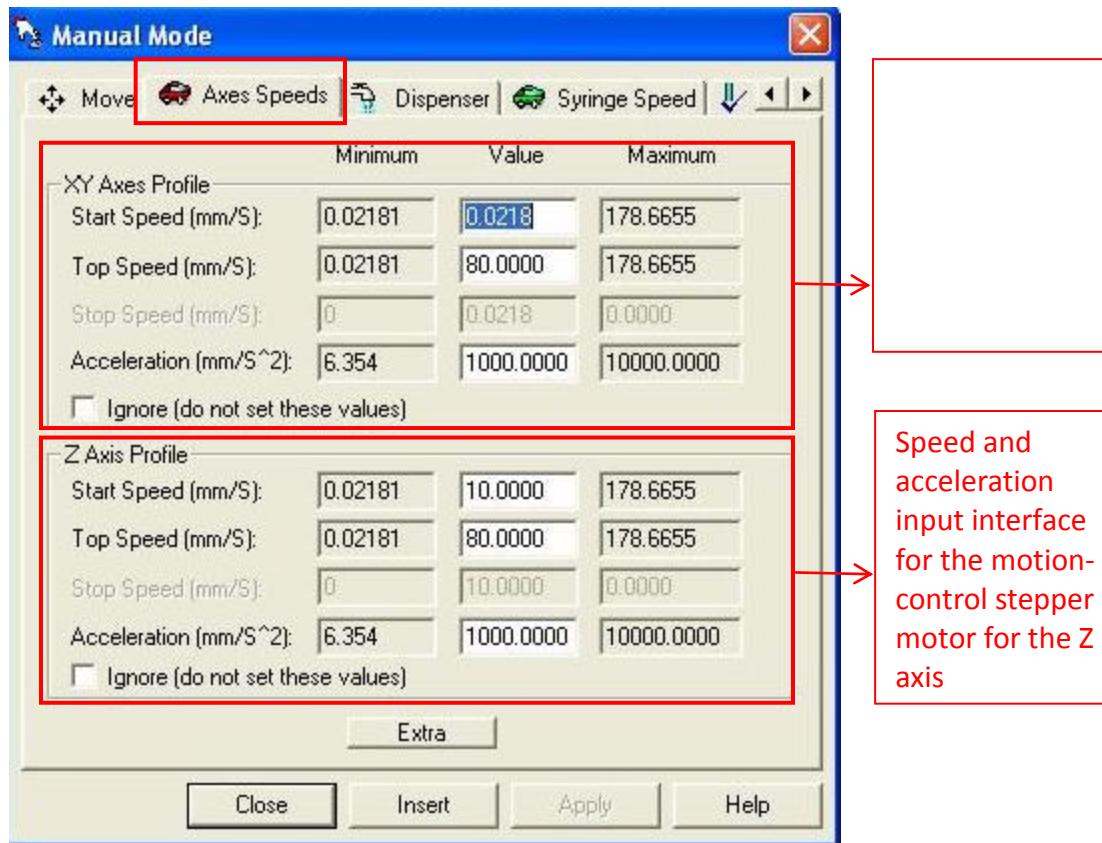 Manual Mode
Move Axes Speeds Dispenser Syringe Speed
Minimum Value Maximum
XY Axes Profile
Start Speed (mm/S): 0.02181 0.0218 178.6655
Top Speed (mm/S): 0.02181 80.0000 178.6655
Stop Speed (mm/S): 0 0.0218 0.0000
Acceleration (mm/S^2): 6.354 1000.0000 10000.0000
Ignore (do not set these values)
Z Axis Profile
Start Speed (mm/S): 0.02181 10.0000 178.6655
Top Speed (mm/S): 0.02181 80.0000 178.6655
Stop Speed (mm/S): 0 10.0000 0.0000
Acceleration (mm/S^2): 6.354 1000.0000 10000.0000
Ignore (do not set these values)
Extra
Close Insert Apply Help
Speed and
acceleration
input interface
for the motion-
control stepper
motor for the Z
axis